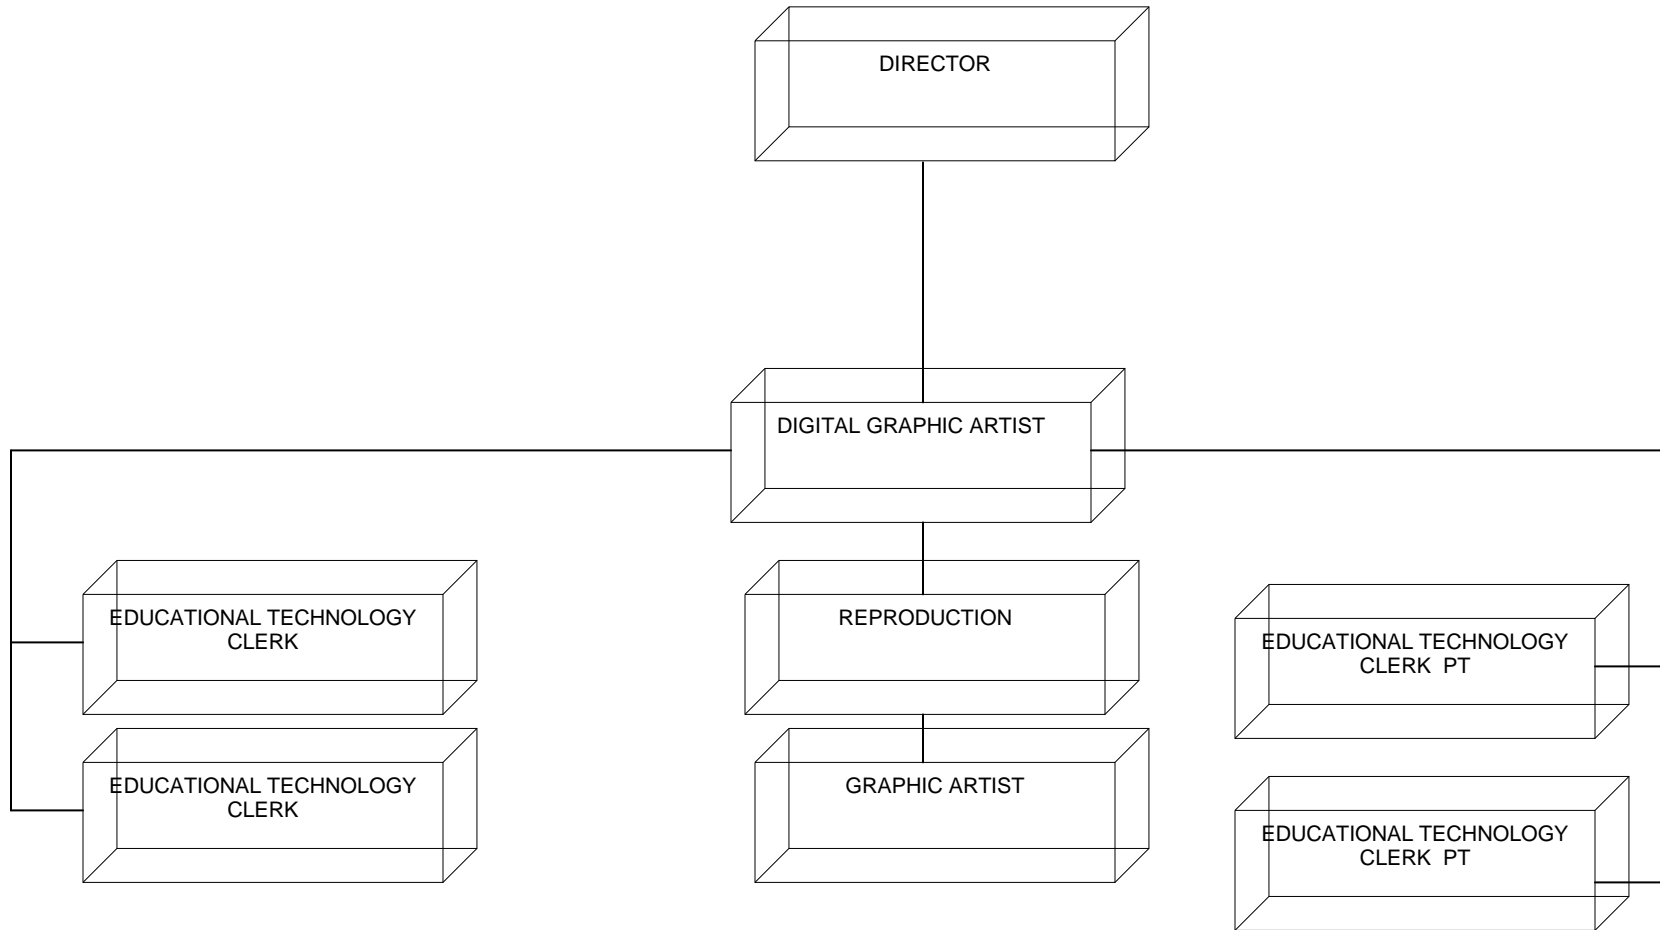 DIRECTOR
DIGITAL GRAPHIC ARTIST
EDUCATIONAL TECHNOLOGY
CLERK
REPRODUCTION
EDUCATIONAL TECHNOLOGY
CLERK  PT
EDUCATIONAL TECHNOLOGY
CLERK
GRAPHIC ARTIST
EDUCATIONAL TECHNOLOGY
CLERK  PT